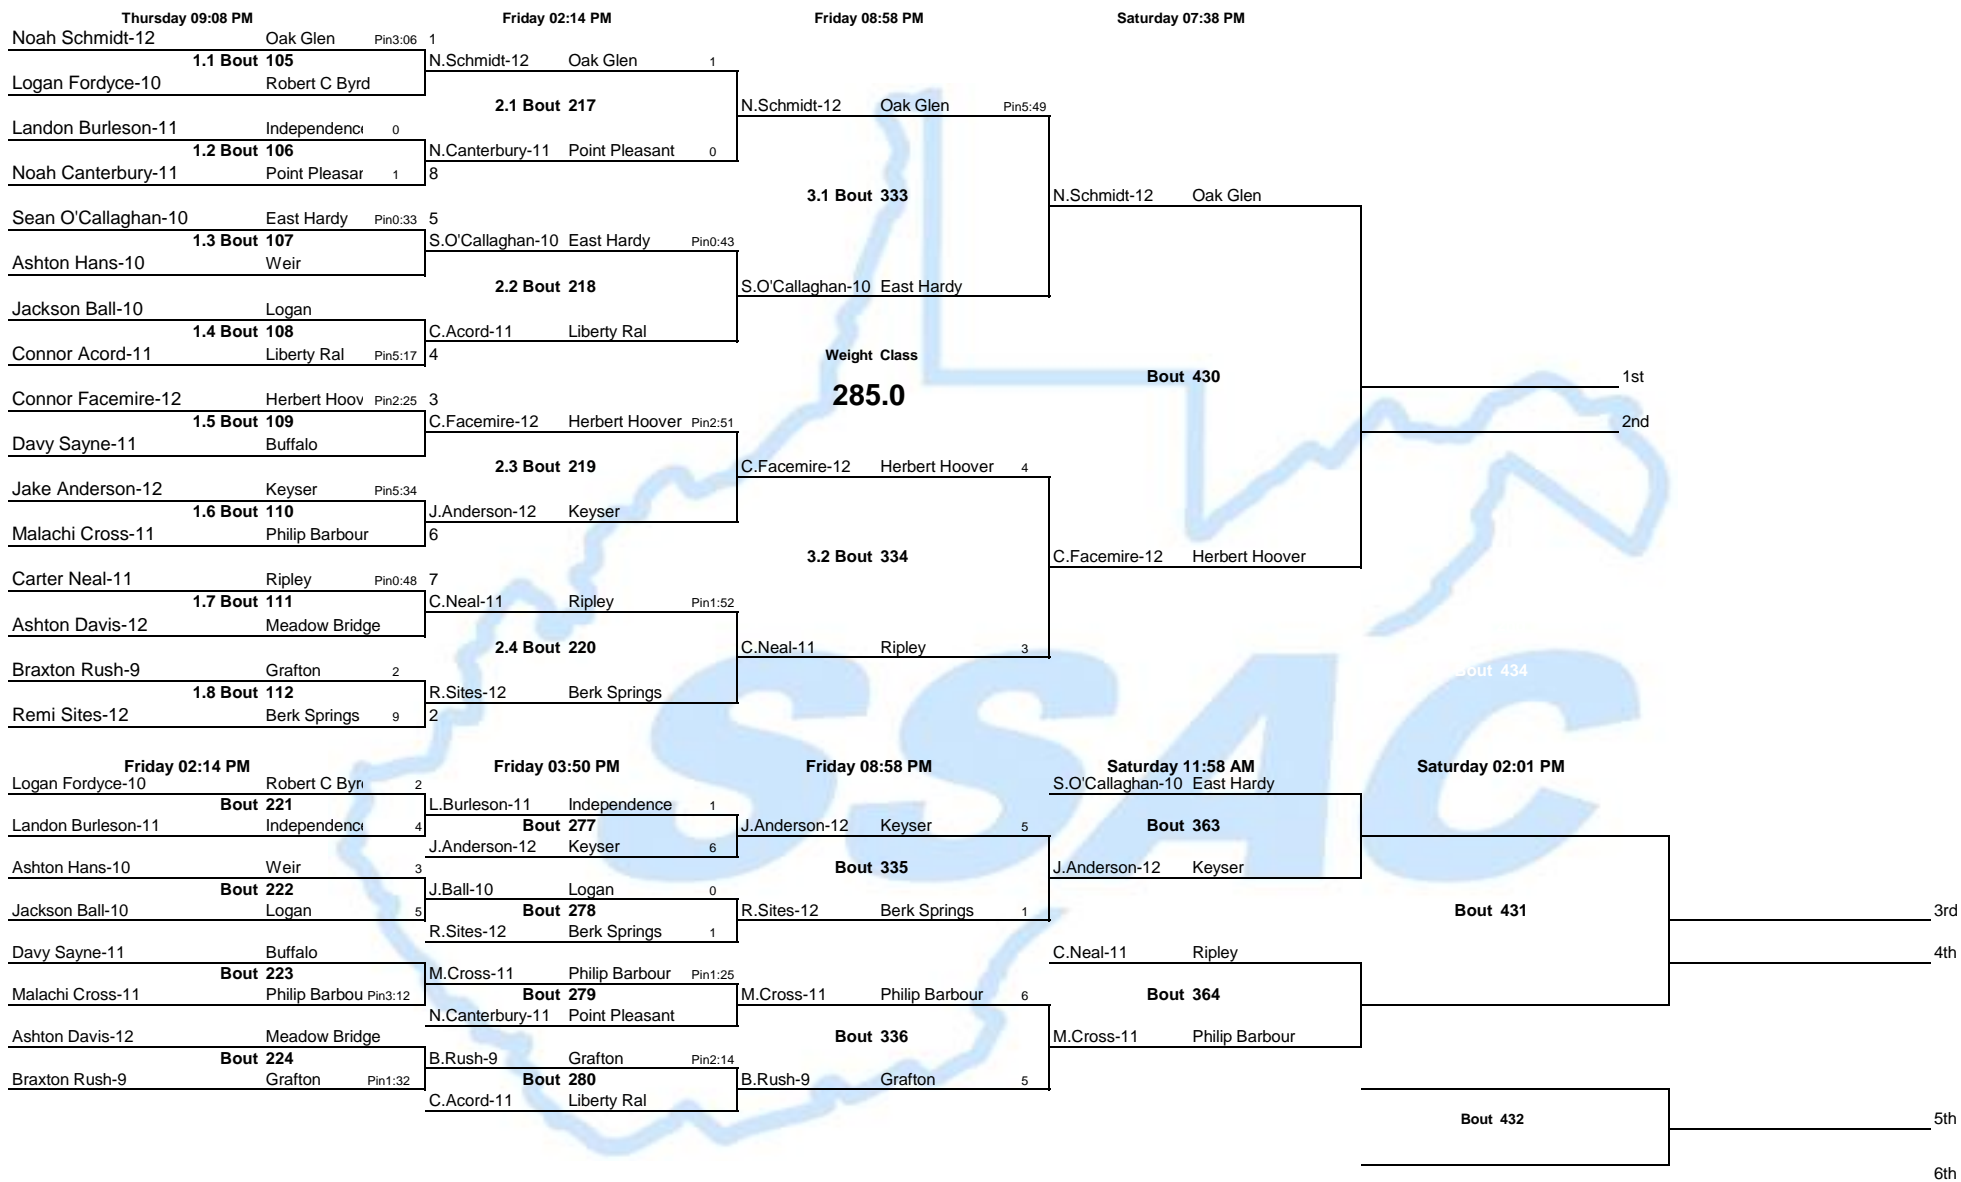 Thursday 09:08 PM Friday 02:14 PM Friday 08:58 PM Saturday 07:38 PM
Noah Schmidt-12 Oak Glen Pin3:06 1
1.1 Bout 105 N.Schmidt-12 Oak Glen 1
Logan Fordyce-10 Robert C Byrd
2.1 Bout 217 N.Schmidt-12 Oak Glen Pin5:49
Landon Burleson-11 Independence 0
1.2 Bout 106 N.Canterbury-11 Point Pleasant 0
Noah Canterbury-11 Point Pleasar 1 8
3.1 Bout 333 N.Schmidt-12 Oak Glen
Sean O'Callaghan-10 East Hardy Pin0:33 5
1.3 Bout 107 S.O'Callaghan-10 East Hardy Pin0:43
Ashton Hans-10 Weir
2.2 Bout 218 S.O'Callaghan-10 East Hardy
Jackson Ball-10 Logan
1.4 Bout 108 C.Acord-11 Liberty Ral
Connor Acord-11 Liberty Ral Pin5:17 4 Weight Class
Bout 430 1st
285.0
Connor Facemire-12 Herbert Hoov Pin2:25 3
1.5 Bout 109 C.Facemire-12 Herbert Hoover Pin2:51 2nd
Davy Sayne-11 Buffalo
2.3 Bout 219 C.Facemire-12 Herbert Hoover 4
Jake Anderson-12 Keyser Pin5:34
1.6 Bout 110 J.Anderson-12 Keyser
Malachi Cross-11 Philip Barbour 6
3.2 Bout 334 C.Facemire-12 Herbert Hoover
Carter Neal-11 Ripley Pin0:48 7
1.7 Bout 111 C.Neal-11 Ripley Pin1:52
Ashton Davis-12 Meadow Bridge
2.4 Bout 220 C.Neal-11 Ripley 3
Braxton Rush-9 Grafton 2 Bout 434
1.8 Bout 112 R.Sites-12 Berk Springs
Remi Sites-12 Berk Springs 9 2
SSAC
Friday 02:14 PM Friday 03:50 PM Friday 08:58 PM Saturday 11:58 AM Saturday 02:01 PM
Logan Fordyce-10 Robert C Byr 2 S.O'Callaghan-10 East Hardy
Bout 221 L.Burleson-11 Independence 1
Landon Burleson-11 Independence 4 Bout 277 J.Anderson-12 Keyser 5 Bout 363
J.Anderson-12 Keyser 6
Ashton Hans-10 Weir 3 Bout 335 J.Anderson-12 Keyser
Bout 222 J.Ball-10 Logan 0
Jackson Ball-10 Logan 5 Bout 278 R.Sites-12 Berk Springs 1 Bout 431 3rd
R.Sites-12 Berk Springs 1
Davy Sayne-11 Buffalo C.Neal-11 Ripley 4th
Bout 223 M.Cross-11 Philip Barbour Pin1:25
Malachi Cross-11 Philip Barbou Pin3:12 Bout 279 M.Cross-11 Philip Barbour 6 Bout 364
N.Canterbury-11 Point Pleasant
Ashton Davis-12 Meadow Bridge Bout 336 M.Cross-11 Philip Barbour
Bout 224 B.Rush-9 Grafton Pin2:14
Braxton Rush-9 Grafton Pin1:32 Bout 280 B.Rush-9 Grafton 5
C.Acord-11 Liberty Ral
Bout 432 5th
6th